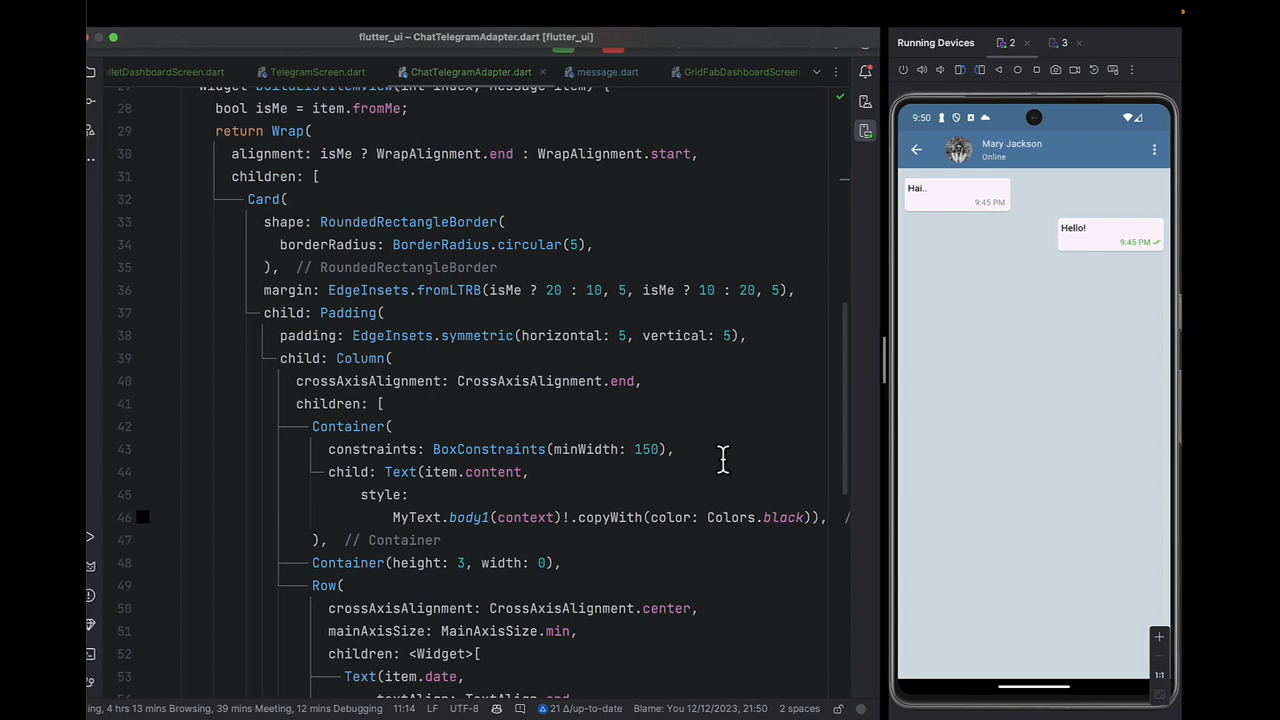 flutter_ui – ChatTelegramAdapter.dart [flutter_ui]
Running Devices
2
3
lletDashboardScreen.dart
TelegramScreen.dart
ChatTelegramAdapter.dart
message.dart
GridFabDashboardScreen
27
28 bool isMe = item.fromMe;
29 return Wrap(
30 alignment: isMe ? WrapAlignment.end : WrapAlignment.start,
31 children: [
32 Card(
33 shape: RoundedRectangleBorder(
34 borderRadius: BorderRadius.circular(5),
35 ), // RoundedRectangleBorder
36 margin: EdgeInsets.fromLTRB(isMe ? 20 : 10, 5, isMe ? 10 : 20, 5),
37 child: Padding(
38 padding: EdgeInsets.symmetric(horizontal: 5, vertical: 5),
39 child: Column(
40 crossAxisAlignment: CrossAxisAlignment.end,
41 children: [
42 Container(
43 constraints: BoxConstraints(minWidth: 150),
44 child: Text(item.content,
45 style:
46 MyText.body1(context)!.copyWith(color: Colors.black)), /
47 ), // Container
48 Container(height: 3, width: 0),
49 Row(
50 crossAxisAlignment: CrossAxisAlignment.center,
51 mainAxisSize: MainAxisSize.min,
52 children: <Widget>[
53 Text(item.date,
textAlign: TextAlign.end
9:50
Mary Jackson
Online
Hai..
9:45 PM
Hello!
9:45 PM
1:1
ing, 4 hrs 13 mins Browsing, 39 mins Meeting, 12 mins Debugging
11:14
LF
UTF-8
21 Δ/up-to-date
Blame: You 12/12/2023, 21:50
2 spaces